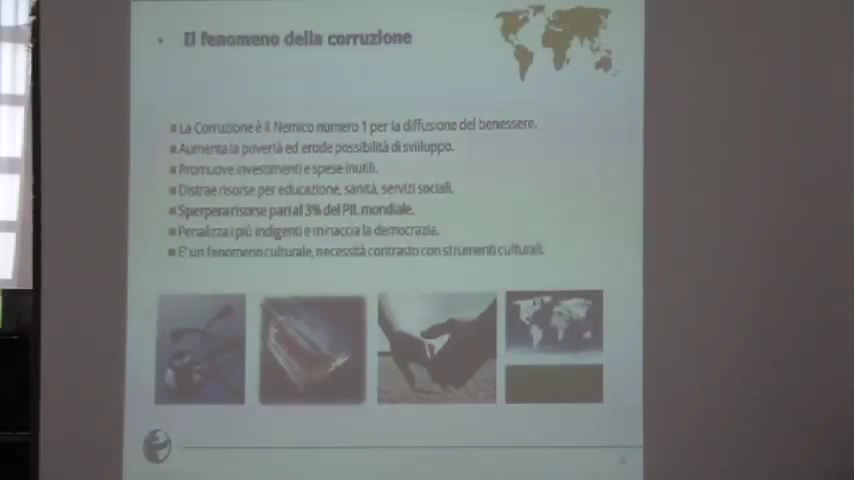 Il fenomeno della corruzione
La Corruzione è il Nemico numero 1 per la diffusione del benessere.
Aumenta la povertà ed erode possibilità di sviluppo.
Promuove investimenti e spese inutili.
Distrae risorse per educazione, sanità, servizi sociali.
Sperpera risorse pari al 3% del PIL mondiale.
Penalizza i più indigenti e minaccia la democrazia.
E' un fenomeno culturale, necessità contrasto con strumenti culturali.